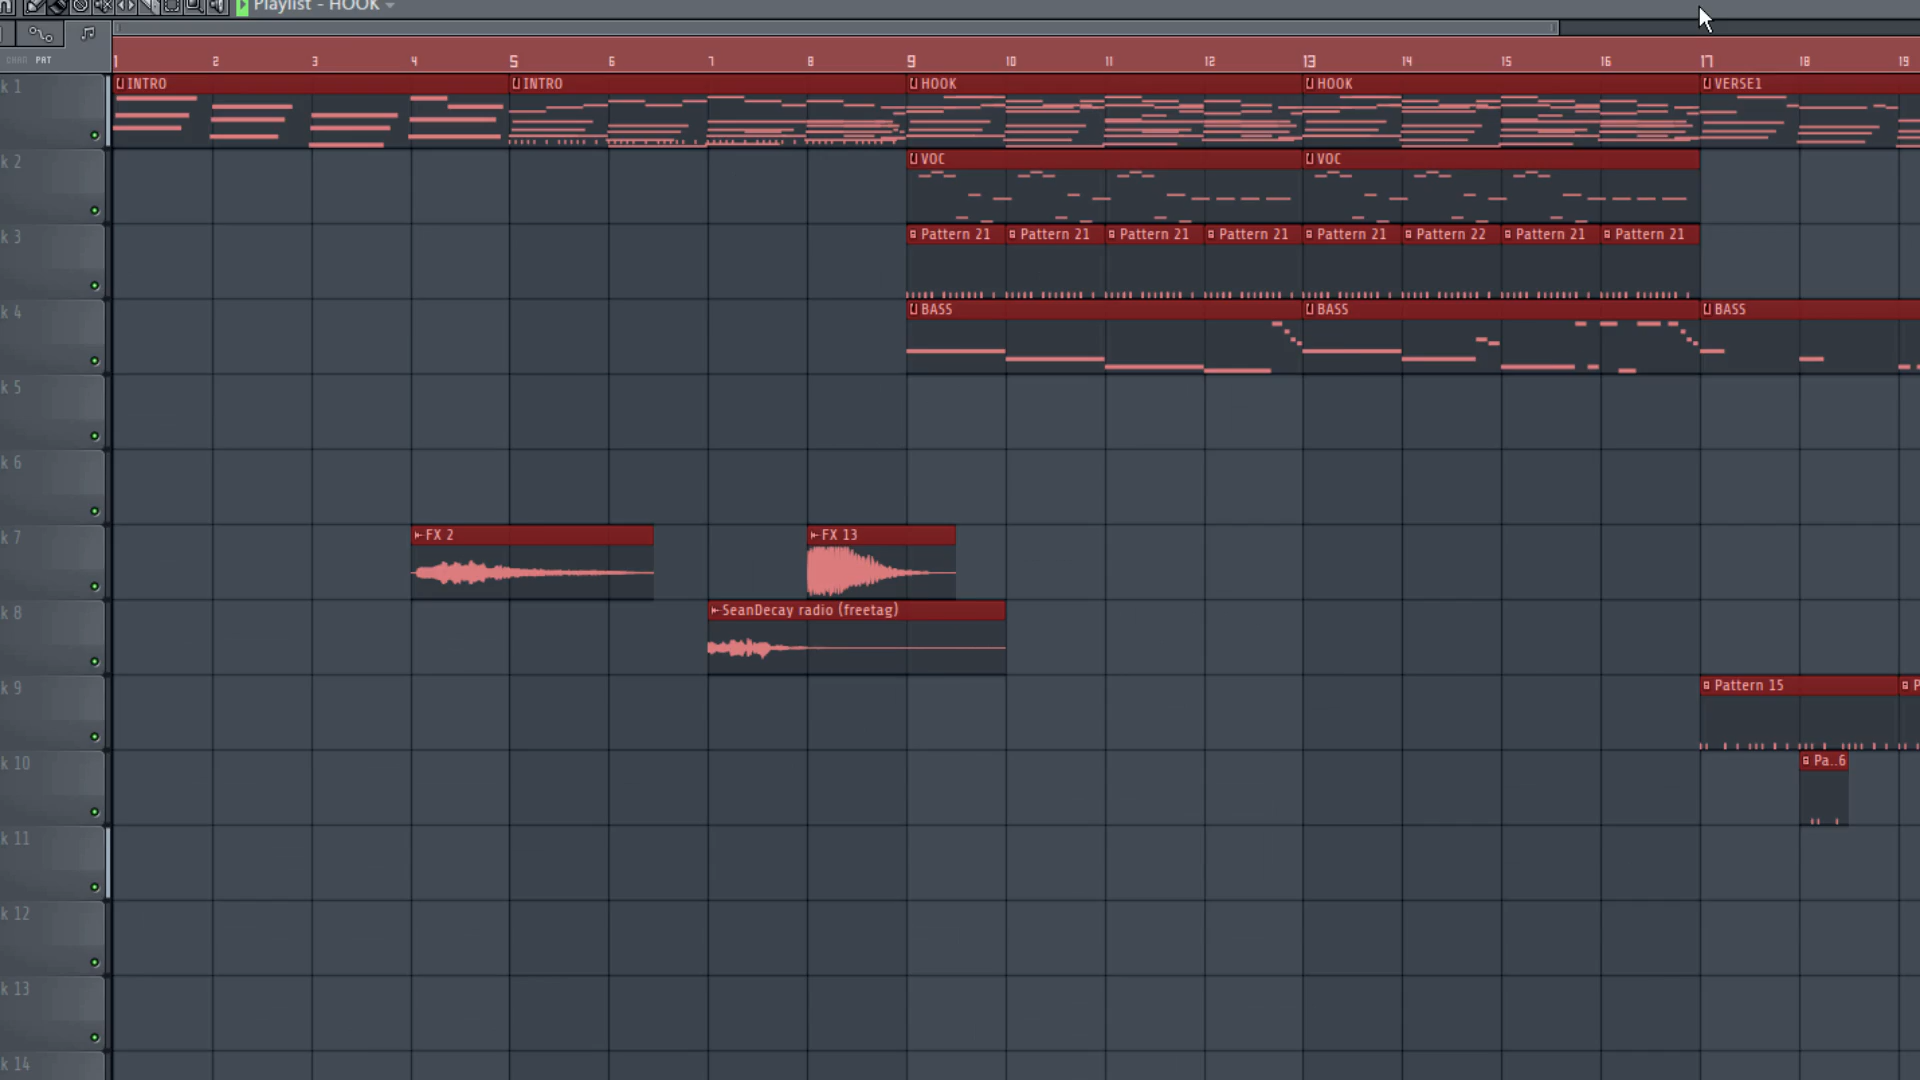 Playlist - HOOK
CHAN PAT
1 2 3 4 5 6 7 8 9 10 11 12 13 14 15 16 17 18 19
k 1
INTRO INTRO HOOK HOOK VERSE1
k 2
VOC VOC
k 3
Pattern 21 Pattern 21 Pattern 21 Pattern 21 Pattern 21 Pattern 22 Pattern 21 Pattern 21
k 4
BASS BASS BASS
k 5
k 6
k 7
FX 2 FX 13
k 8
SeanDecay radio (freetag)
k 9
Pattern 15 P
k 10
Pa..6
k 11
k 12
k 13
k 14